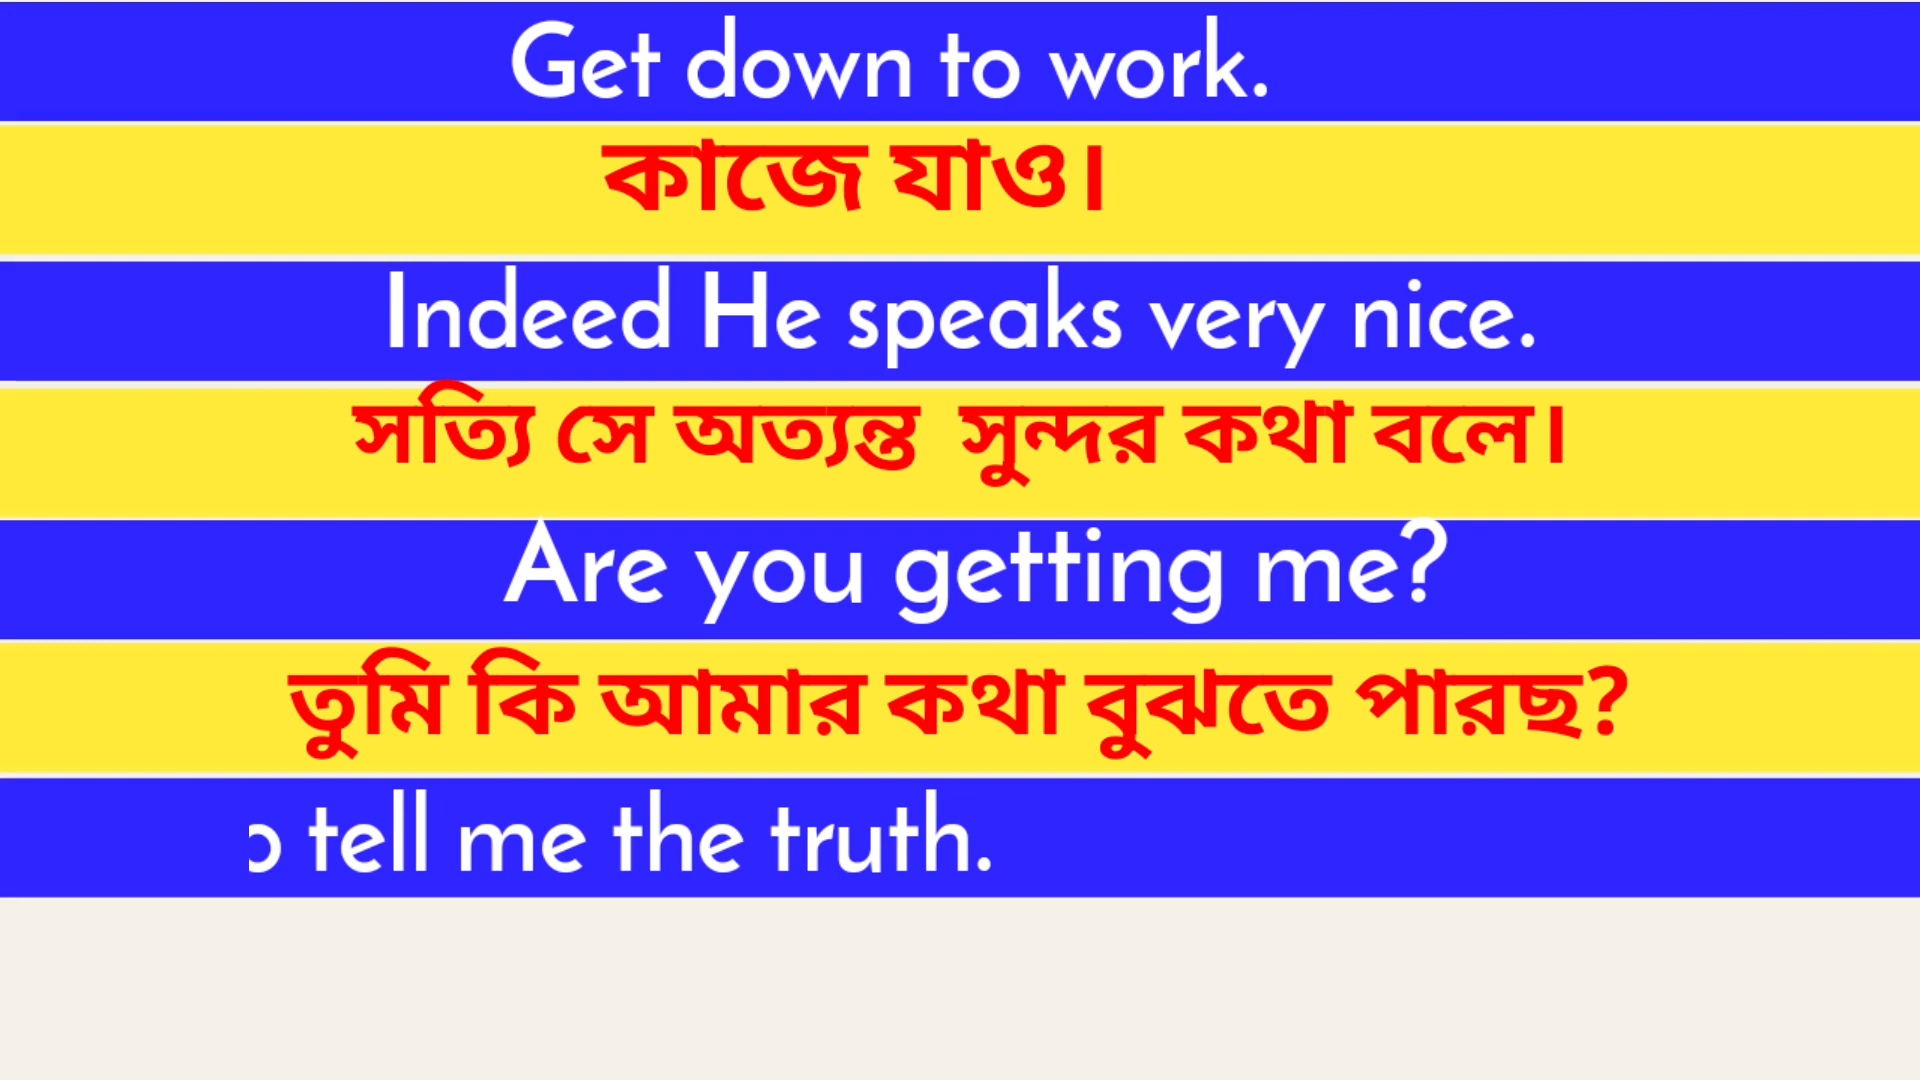 Get down to work.
কাজে যাও।
Indeed He speaks very nice.
সত্যি সে অত্যন্ত সুন্দর কথা বলে।
Are you getting me?
তুমি কি আমার কথা বুঝতে পারছ?
tell me the truth.